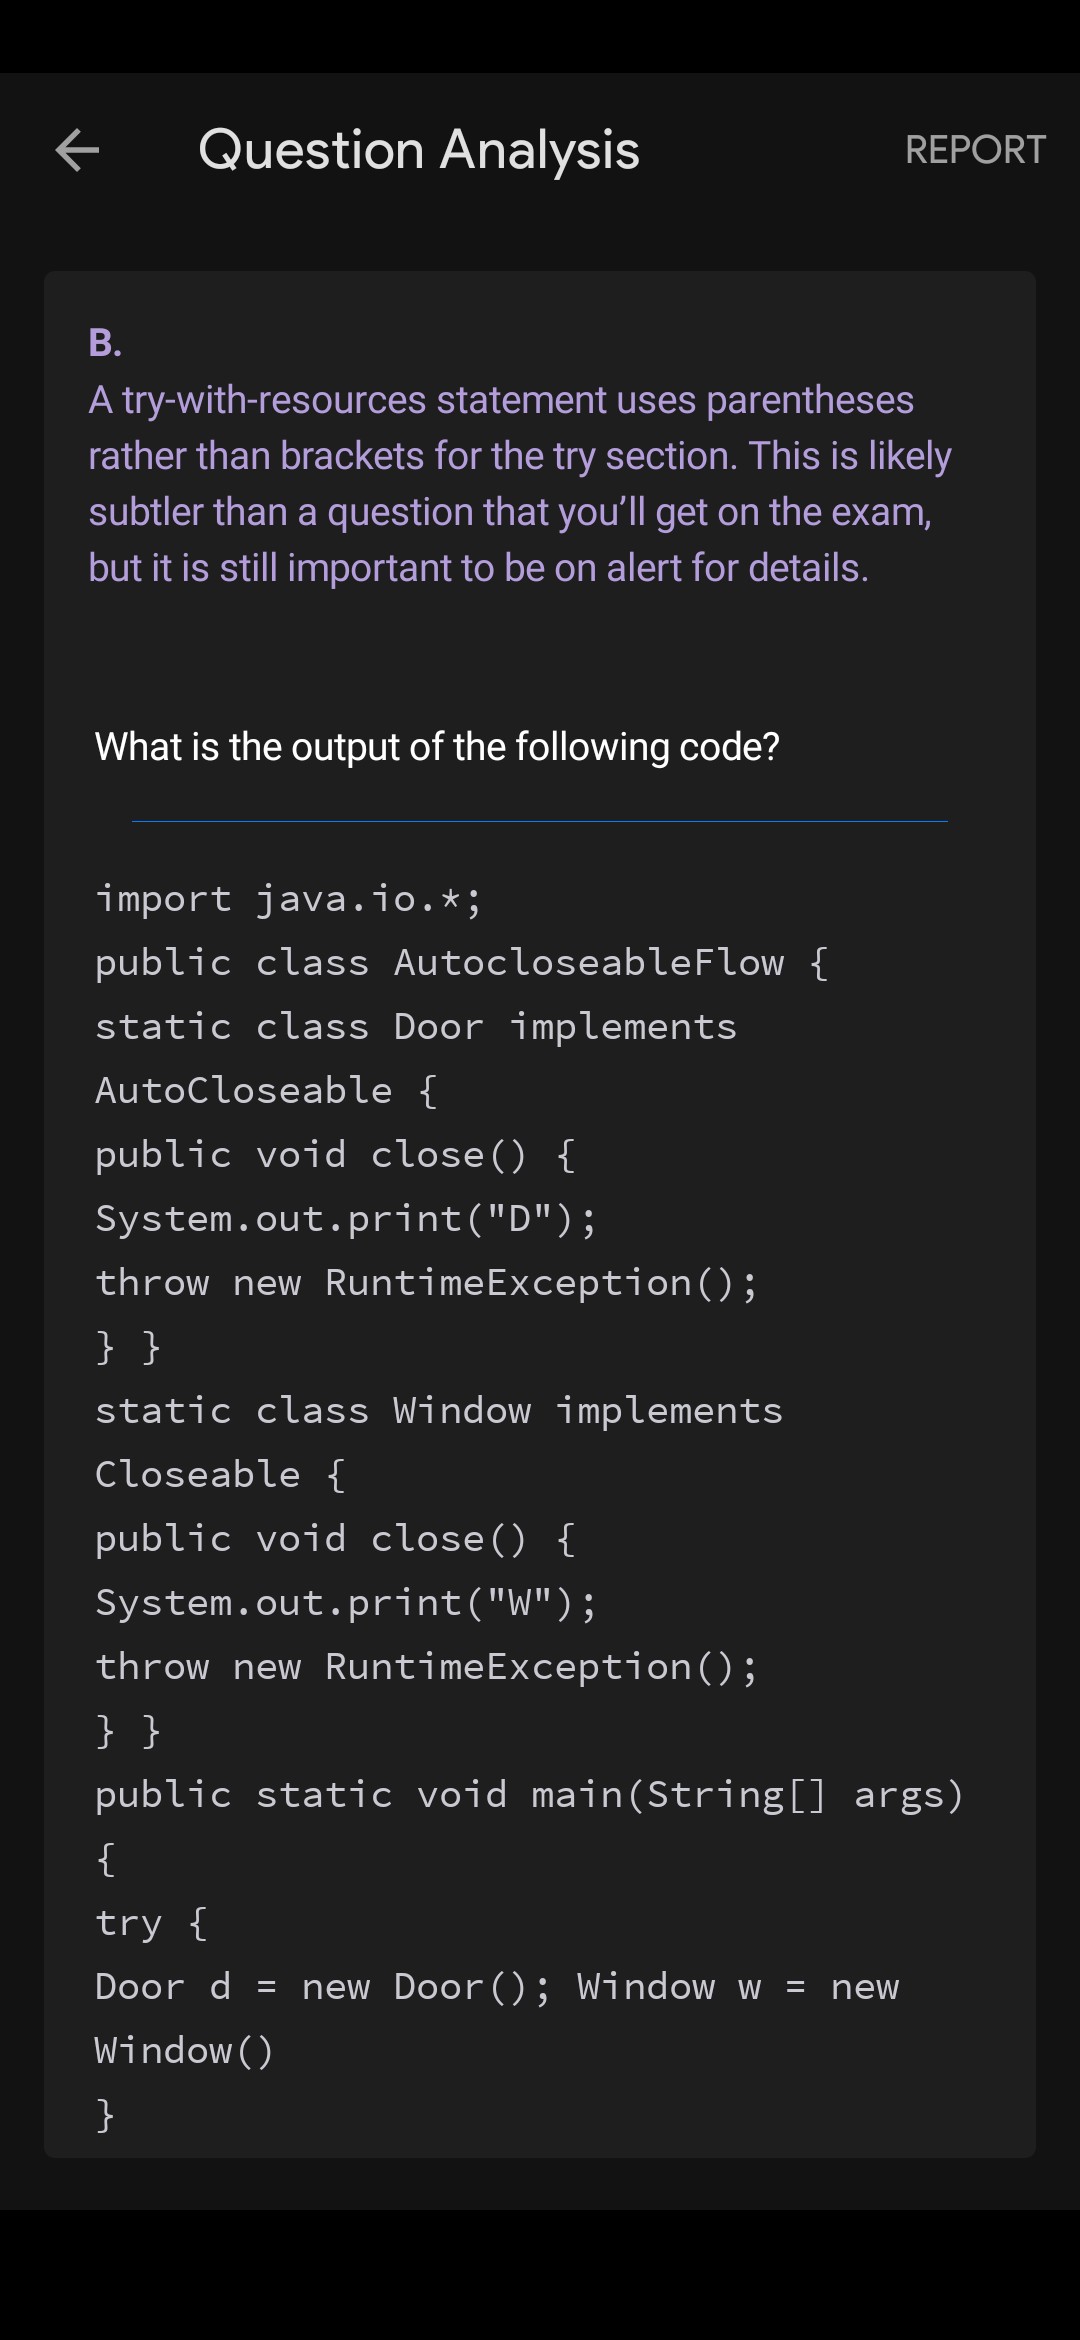 Question Analysis
REPORT
B.
A try-with-resources statement uses parentheses
rather than brackets for the try section. This is likely
subtler than a question that you’ll get on the exam,
but it is still important to be on alert for details.
What is the output of the following code?
import java.io.*;
public class AutocloseableFlow {
static class Door implements
AutoCloseable {
public void close() {
System.out.print("D");
throw new RuntimeException();
} }
static class Window implements
Closeable {
public void close() {
System.out.print("W");
throw new RuntimeException();
} }
public static void main(String[] args)
{
try {
Door d = new Door(); Window w = new
Window()
}